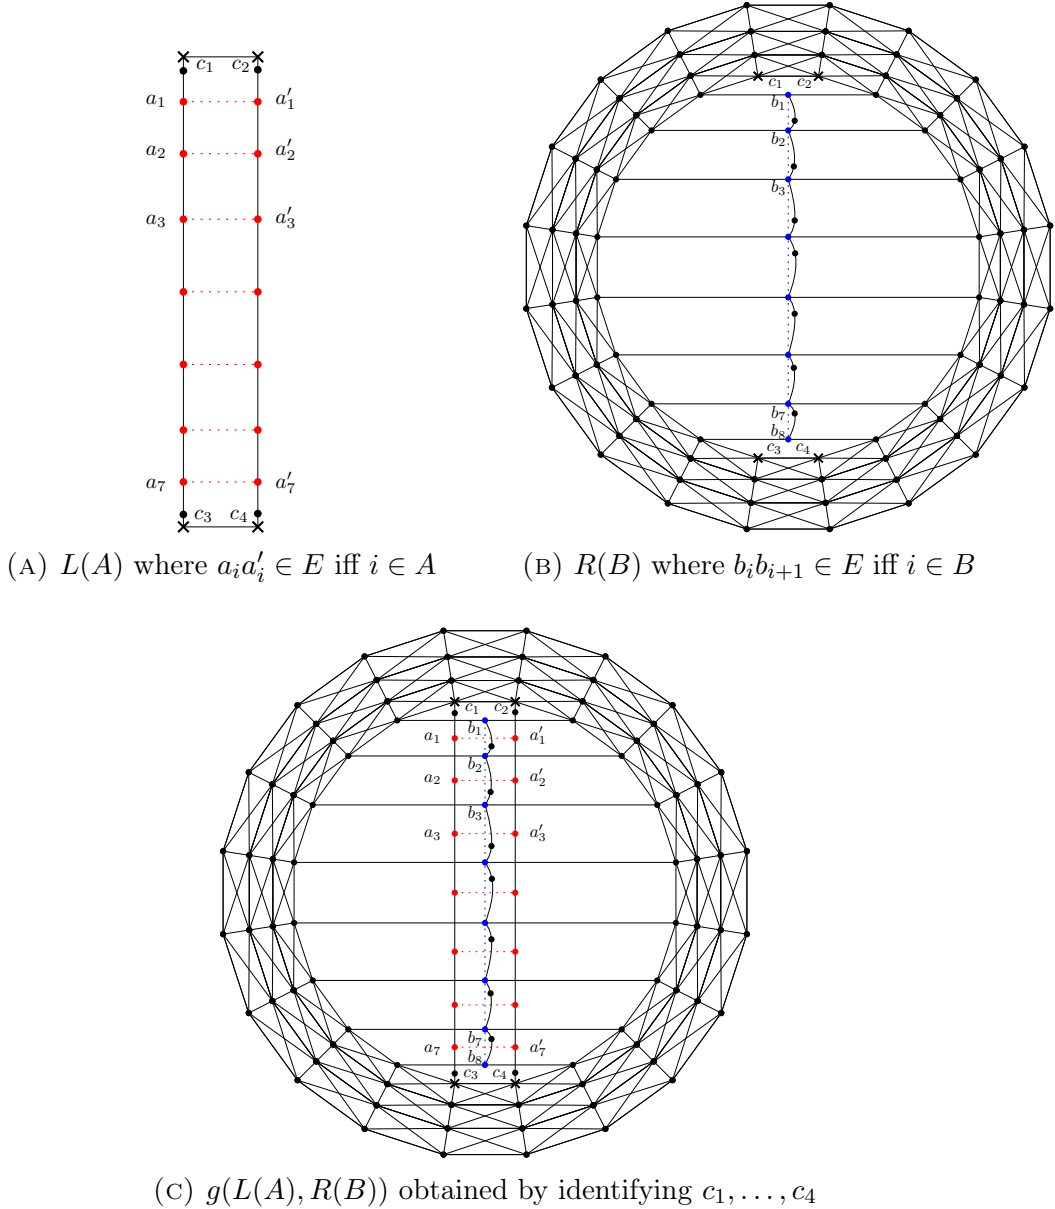 c₁ c₂
a₁ a′₁
a₂ a′₂
a₃ a′₃
a₇ a′₇
c₃ c₄
(A) L(A) where aᵢa′ᵢ ∈ E iff i ∈ A
c₁ c₂
b₁
b₂
b₃
b₇
b₈
c₃ c₄
(B) R(B) where bᵢbᵢ₊₁ ∈ E iff i ∈ B
c₁ c₂
b₁
a₁ a′₁
b₂
a₂ a′₂
b₃
a₃ a′₃
b₇
a₇ a′₇
b₈
c₃ c₄
(C) g(L(A), R(B)) obtained by identifying c₁, . . . , c₄